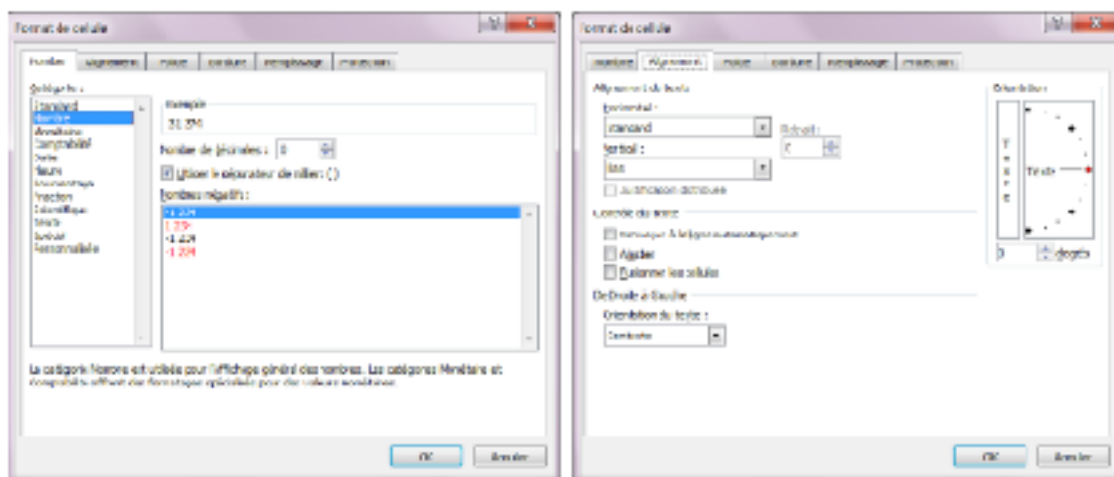 Format de cellule
Nombre Alignement Police Bordure Remplissage Protection
Catégorie :
Standard
Nombre
Monétaire
Comptabilité
Date
Heure
Pourcentage
Fraction
Scientifique
Texte
Spécial
Personnalisée
Exemple
Nombre de décimales : 0
Utiliser le séparateur de milliers ( )
Nombres négatifs :
-1 234
1 234
-1 234
-1 234
La catégorie Nombre est utilisée pour l'affichage général des nombres. Les catégories Monétaire et
Comptabilité offrent des formatages spécialisés pour des valeurs monétaires.
OK Annuler
Format de cellule
Nombre Alignement Police Bordure Remplissage Protection
Alignement du texte
Horizontal :
Standard
Retrait :
0
Vertical :
Bas
Justification distribuée
Contrôle du texte
Renvoyer à la ligne automatiquement
Ajuster
Fusionner les cellules
De Droite à Gauche
Orientation du texte :
Contexte
Orientation
Texte
Texte
0 degrés
OK Annuler